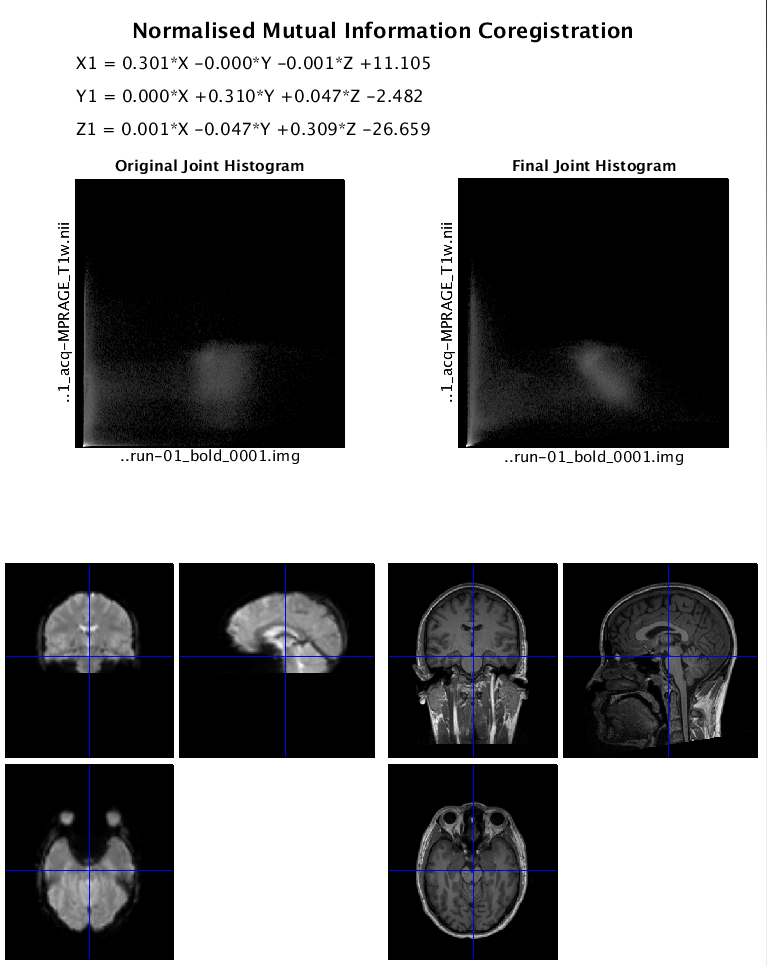 Normalised Mutual Information Coregistration
X1 = 0.301*X −0.000*Y −0.001*Z +11.105
Y1 = 0.000*X +0.310*Y +0.047*Z −2.482
Z1 = 0.001*X −0.047*Y +0.309*Z −26.659
Original Joint Histogram
..1_acq−MPRAGE_T1w.nii
..run−01_bold_0001.img
Final Joint Histogram
..1_acq−MPRAGE_T1w.nii
..run−01_bold_0001.img